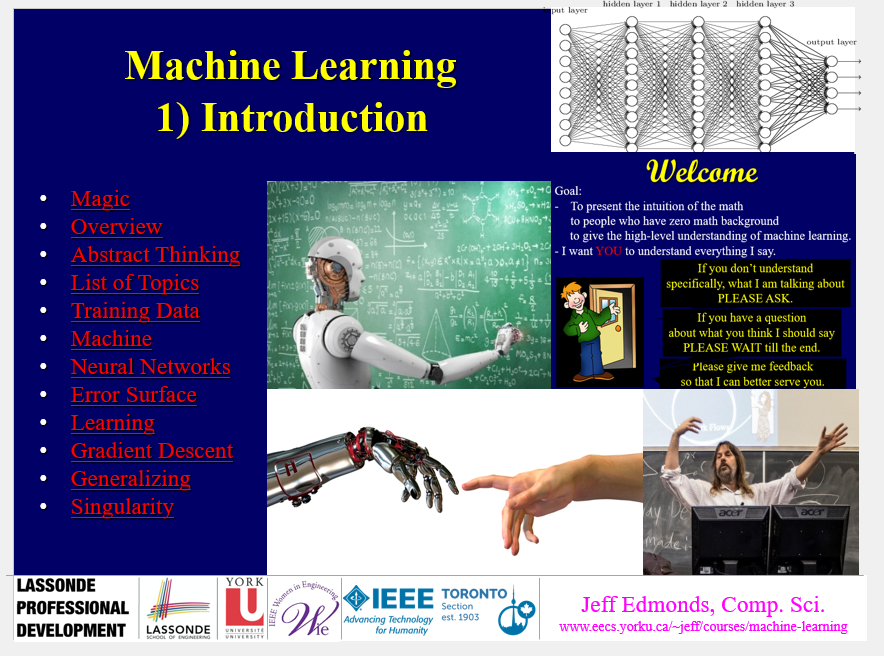 input layer
hidden layer 1 hidden layer 2 hidden layer 3
output layer
Machine Learning
1) Introduction
• Magic
• Overview
• Abstract Thinking
• List of Topics
• Training Data
• Machine
• Neural Networks
• Error Surface
• Learning
• Gradient Descent
• Generalizing
• Singularity
Welcome
Goal:
- To present the intuition of the math
to people who have zero math background
to give the high-level understanding of machine learning.
- I want YOU to understand everything I say.
If you don't understand
specifically, what I am talking about
PLEASE ASK.
If you have a question
about what you think I should say
PLEASE WAIT till the end.
Please give me feedback
so that I can better serve you.
acer acer
LASSONDE
PROFESSIONAL
DEVELOPMENT
LASSONDE
SCHOOL OF ENGINEERING
YORK
U
UNIVERSITÉ
UNIVERSITY
IEEE Women in Engineering
WiE
IEEE
Advancing Technology
for Humanity
TORONTO
Section
est. 1903
Jeff Edmonds, Comp. Sci.
www.eecs.yorku.ca/~jeff/courses/machine-learning